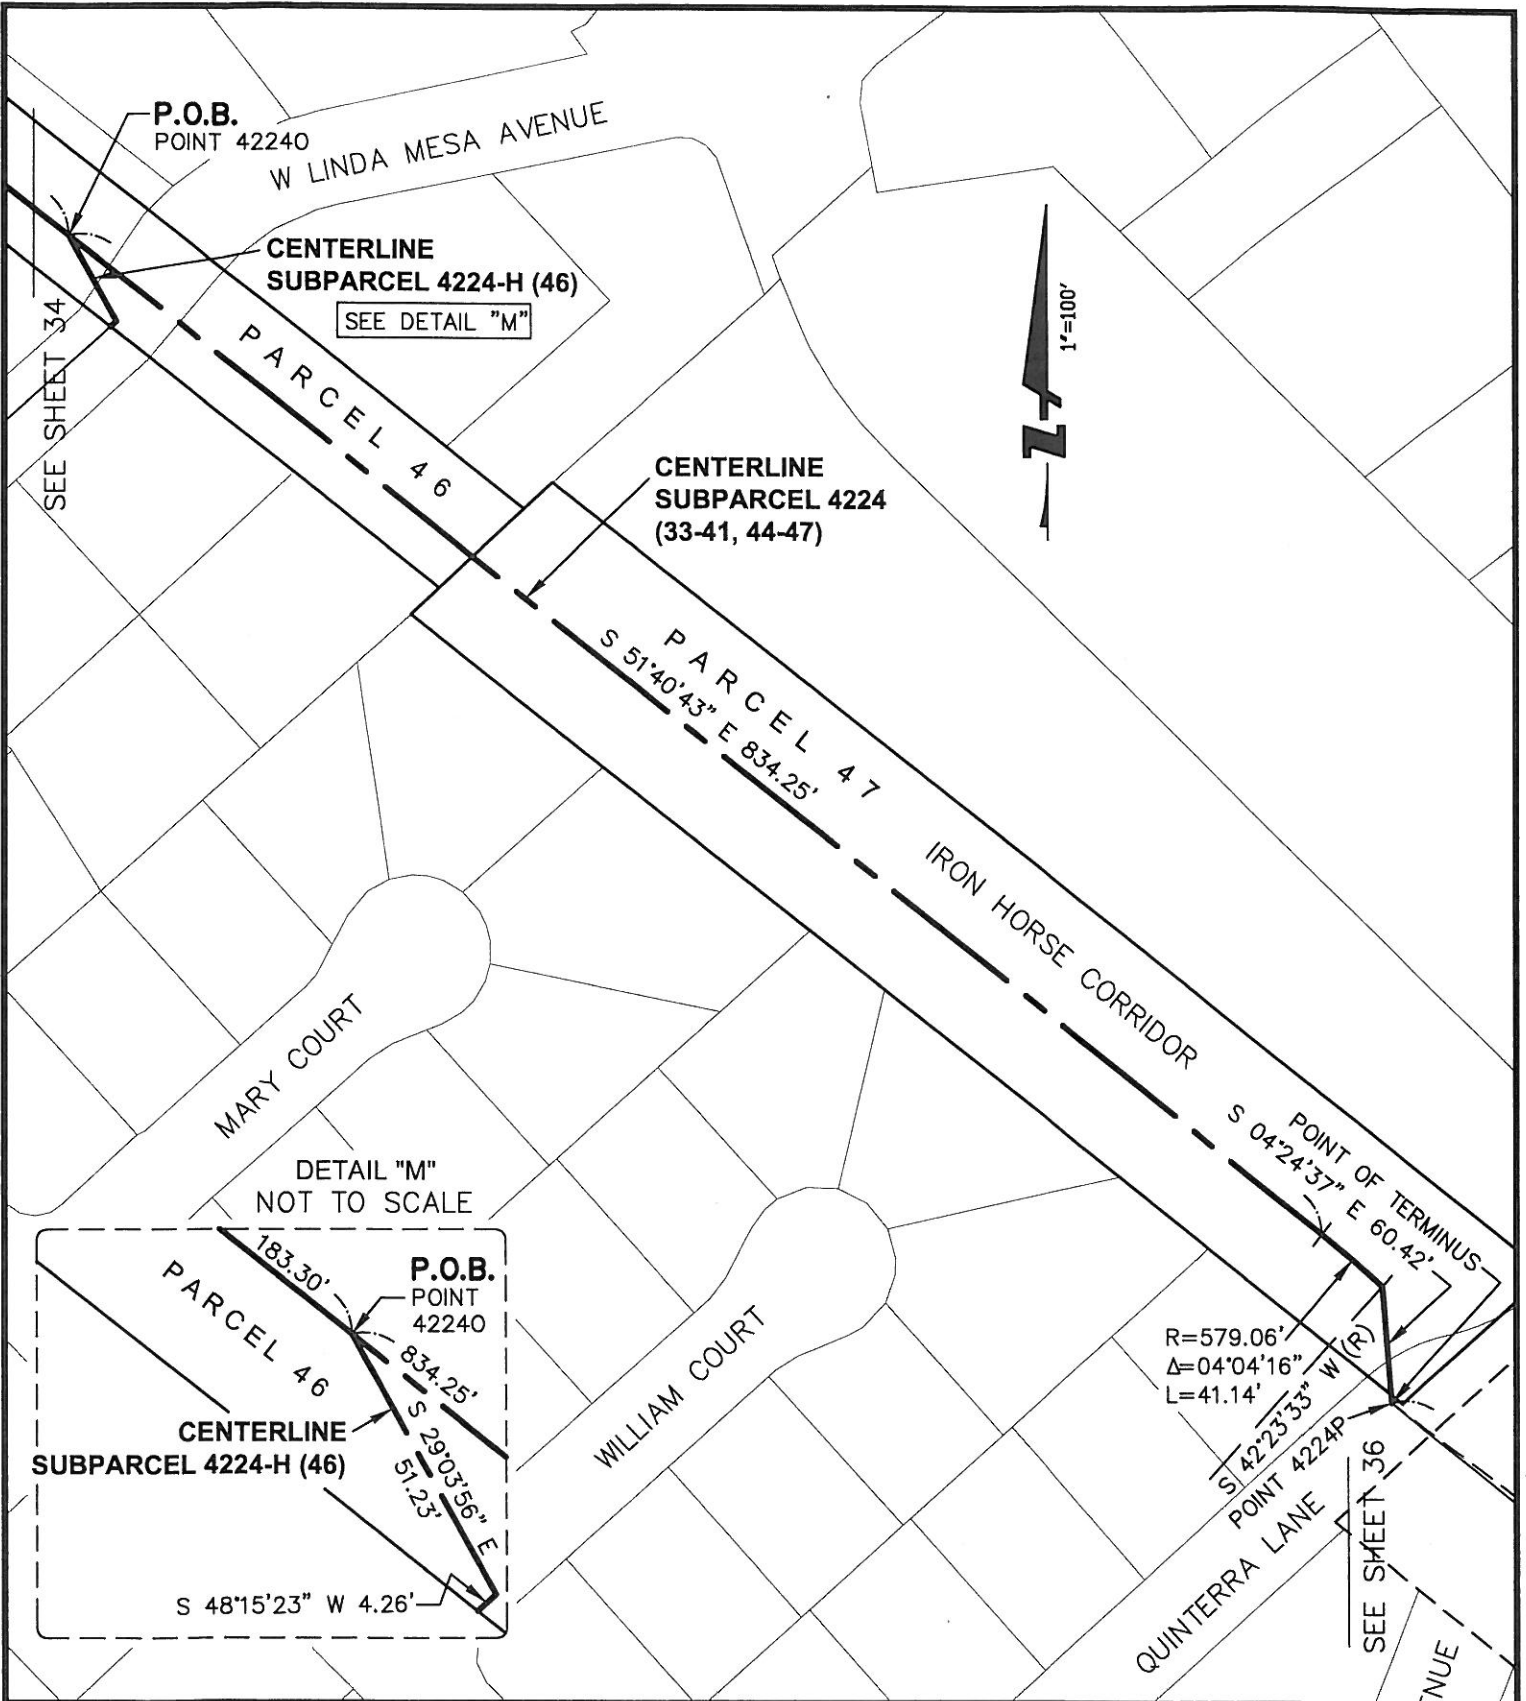 P.O.B.
POINT 42240
W LINDA MESA AVENUE
CENTERLINE
SUBPARCEL 4224-H (46)
SEE DETAIL "M"
SEE SHEET 34
PARCEL 46
1"=100'
N
CENTERLINE
SUBPARCEL 4224
(33-41, 44-47)
PARCEL 47
S 51°40'43" E 834.25'
IRON HORSE CORRIDOR
MARY COURT
POINT OF TERMINUS
S 04°24'37" E 60.42'
R=579.06'
Δ=04°04'16"
L=41.14'
S 42°23'33" W (R)
POINT 4224P
QUINTERRA LANE
SEE SHEET 36
WILLIAM COURT
DETAIL "M"
NOT TO SCALE
183.30'
P.O.B.
POINT
42240
PARCEL 46
834.25'
CENTERLINE
SUBPARCEL 4224-H (46)
S 29°03'56" E
51.23'
S 48°15'23" W 4.26'